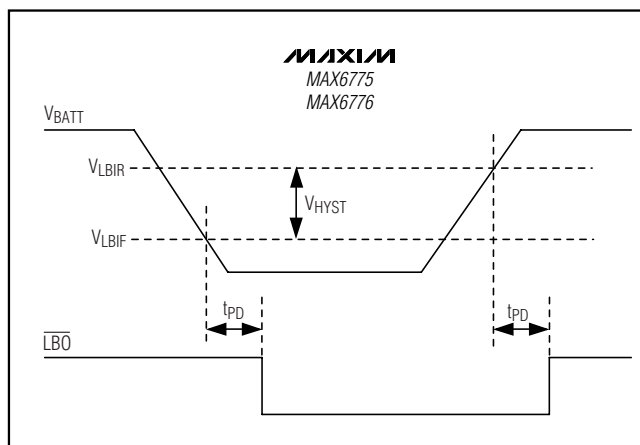 MAXIM
MAX6775
MAX6776
VBATT
VLBIR
VHYST
VLBIF
tPD
tPD
LBO